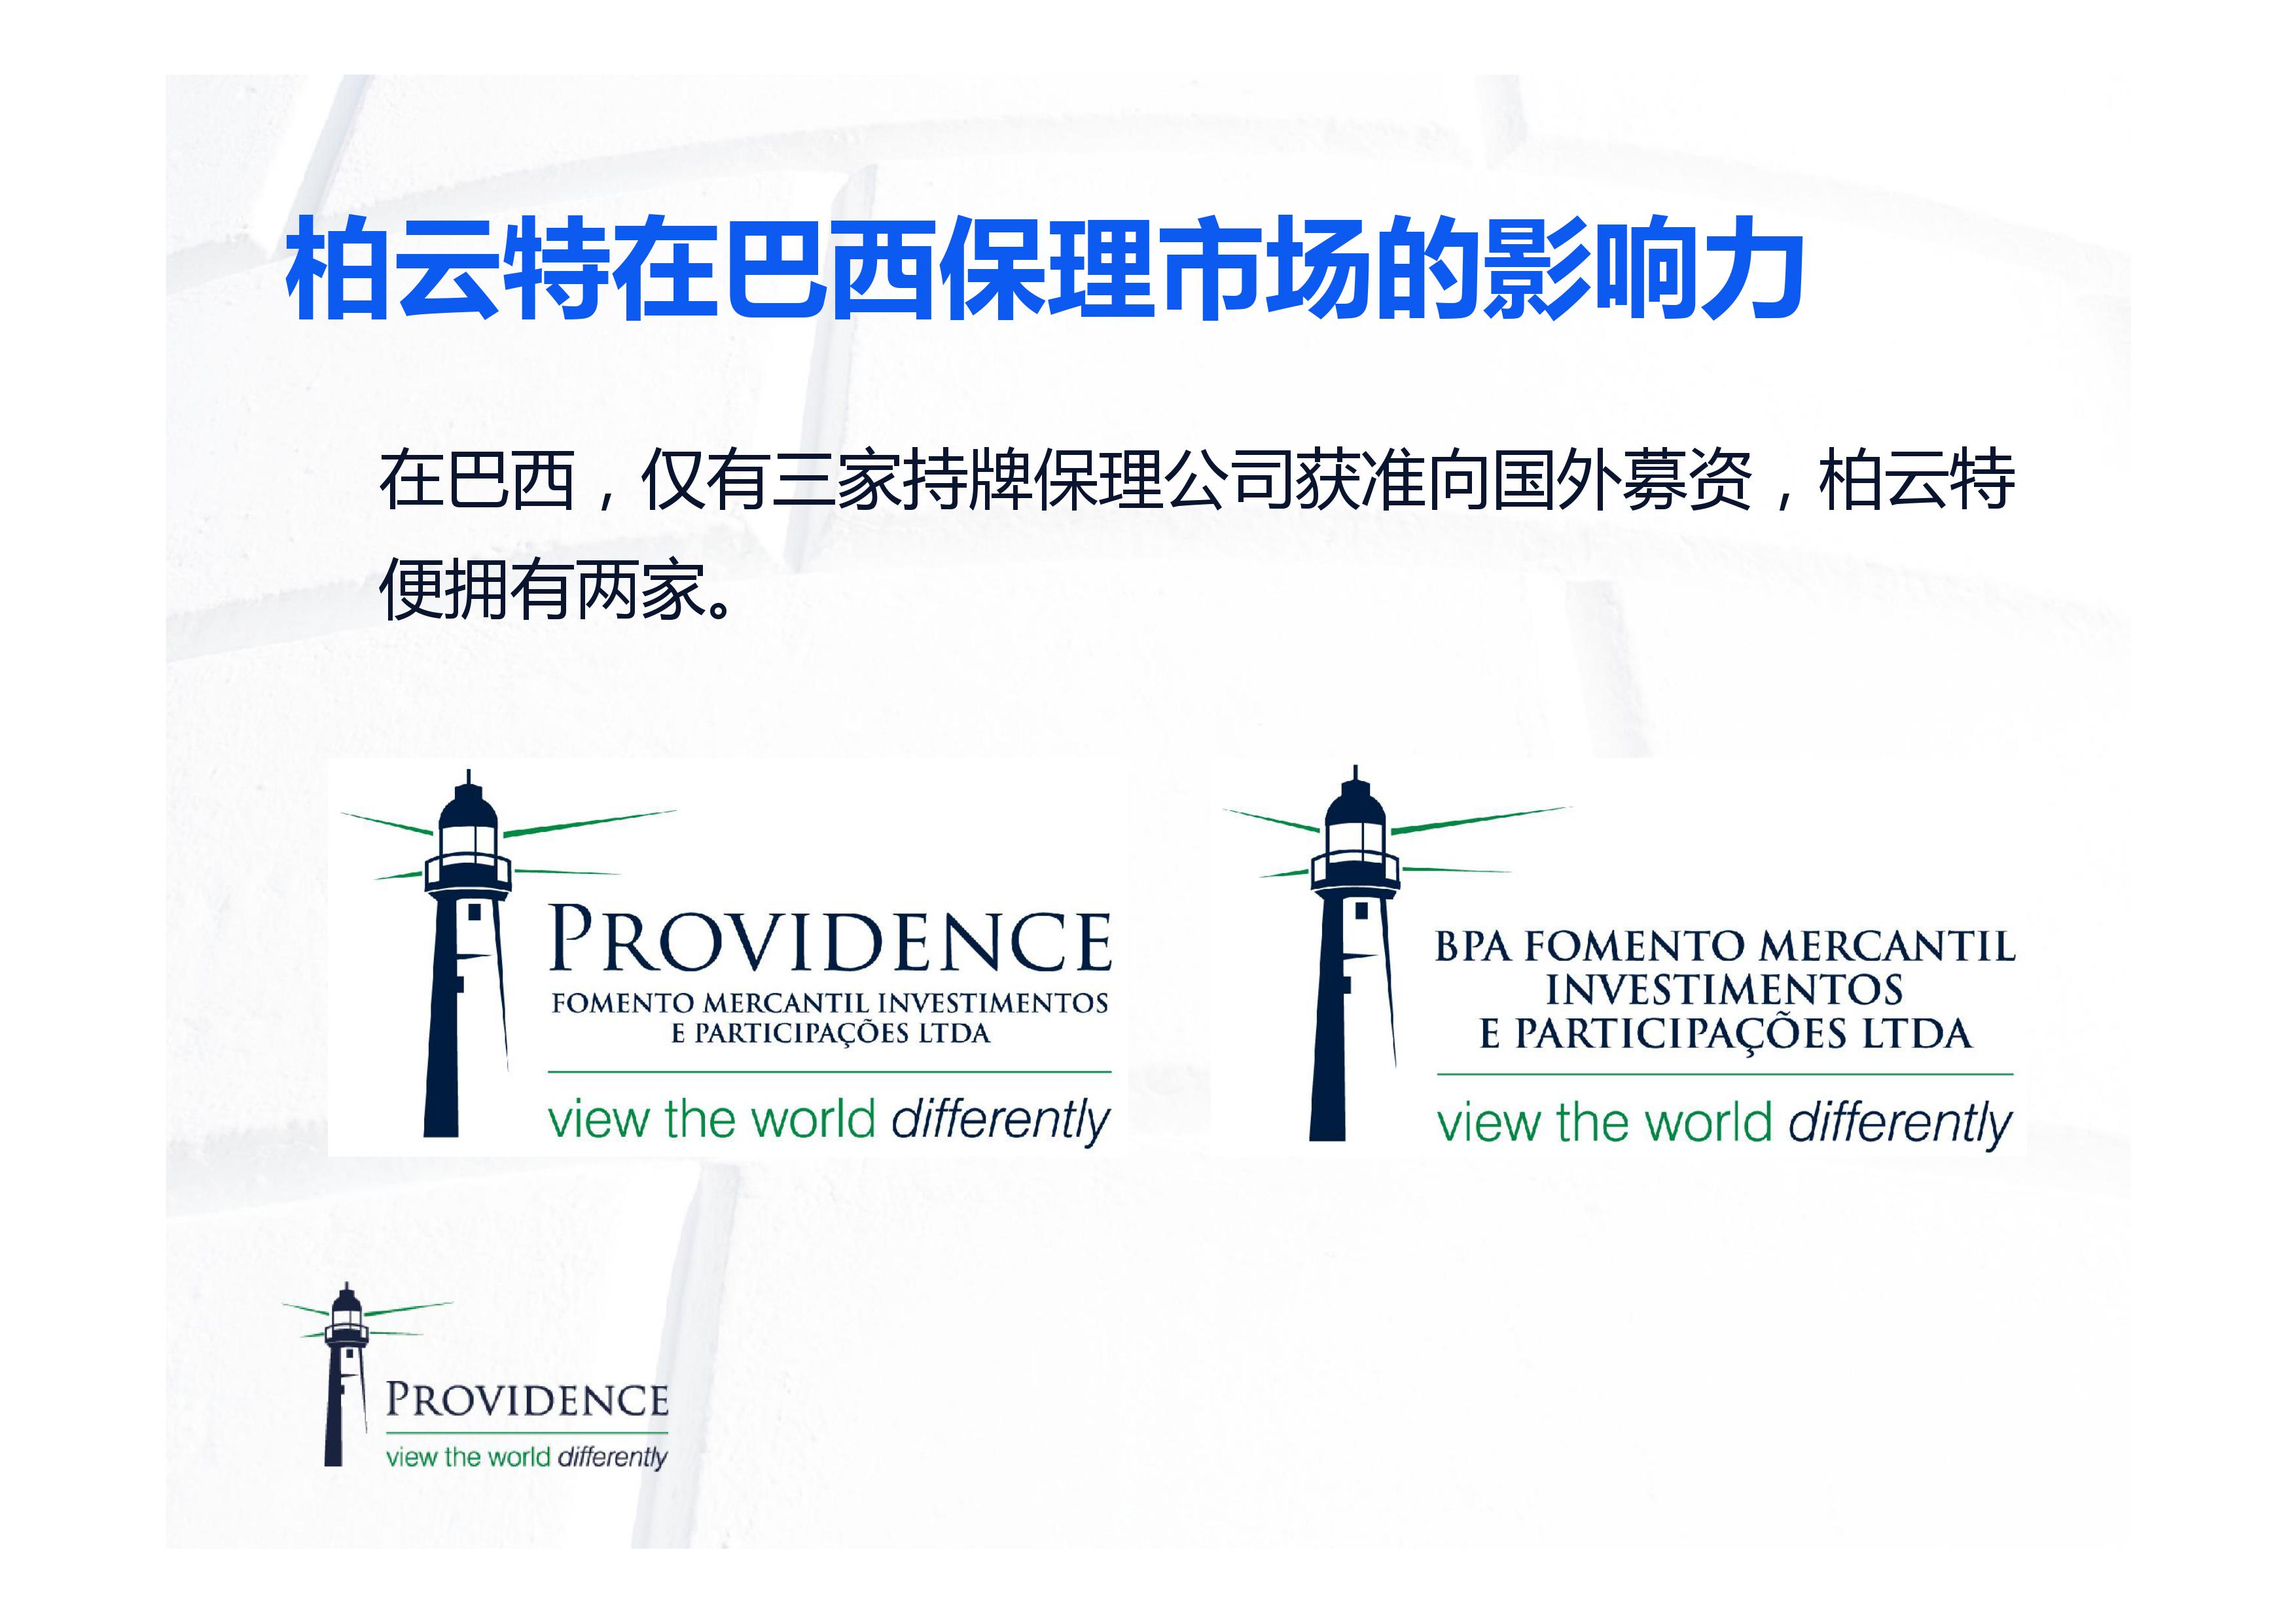 柏云特在巴西保理市场的影响力
在巴西，仅有三家持牌保理公司获准向国外募资，柏云特
便拥有两家。
PROVIDENCE
FOMENTO MERCANTIL INVESTIMENTOS
E PARTICIPAÇÕES LTDA
view the world differently
BPA FOMENTO MERCANTIL
INVESTIMENTOS
E PARTICIPAÇÕES LTDA
view the world differently
PROVIDENCE
view the world differently